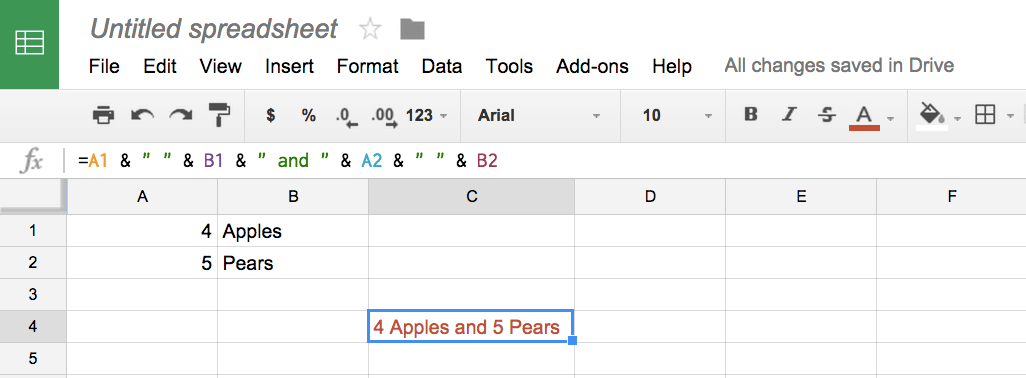 Untitled spreadsheet
File Edit View Insert Format Data Tools Add-ons Help All changes saved in Drive
$ % .0 .00 123 Arial 10 B I S A
fx =A1 & " " & B1 & " and " & A2 & " " & B2
A B C D E F
1 4 Apples
2 5 Pears
3
4 4 Apples and 5 Pears
5